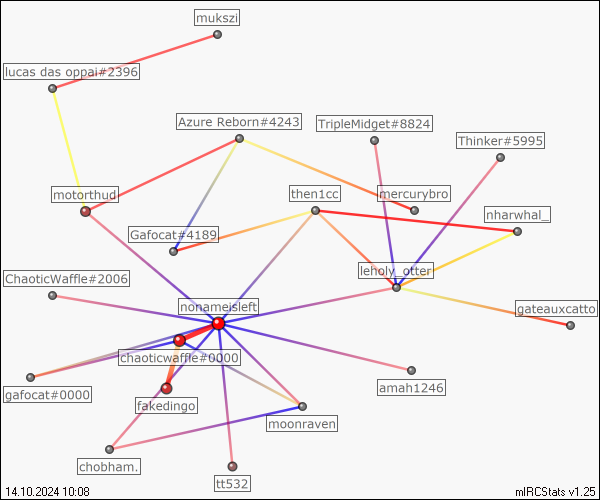 mukszi
lucas das oppai#2396
Azure Reborn#4243
TripleMidget#8824
Thinker#5995
motorthud
then1cc
mercurybro
nharwhal_
Gafocat#4189
leholy_otter
ChaoticWaffle#2006
nonameisleft
gateauxcatto
chaoticwaffle#0000
gafocat#0000
amah1246
fakedingo
moonraven
chobham.
tt532
14.10.2024 10:08
mIRCStats v1.25